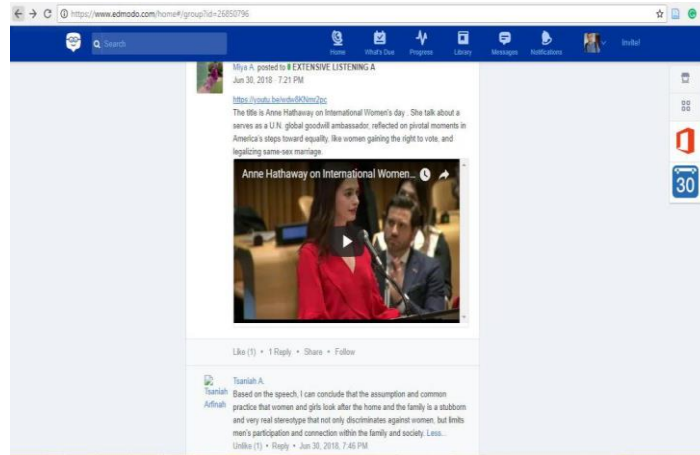 https://www.edmodo.com/home#/group?id=26850796
Search
Home
What's Due
Progress
Library
Messages
Notifications
Invite!
Miya A. posted to EXTENSIVE LISTENING A
Jun 30, 2018 · 7:21 PM
The title is Anne Hathaway on International Women's day . She talk about a
serves as a U.N. global goodwill ambassador, reflected on pivotal moments in
America's steps toward equality, like women gaining the right to vote, and
legalizing same-sex marriage.
Anne Hathaway on International Women...
30
Like (1) • 1 Reply • Share • Follow
Tsaniah Arfinah
Tsaniah A.
Based on the speech, I can conclude that the assumption and common
practice that women and girls look after the home and the family is a stubborn
and very real stereotype that not only discriminates against women, but limits
men's participation and connection within the family and society. Less...
Unlike (1) • Reply • Jun 30, 2018, 7:46 PM